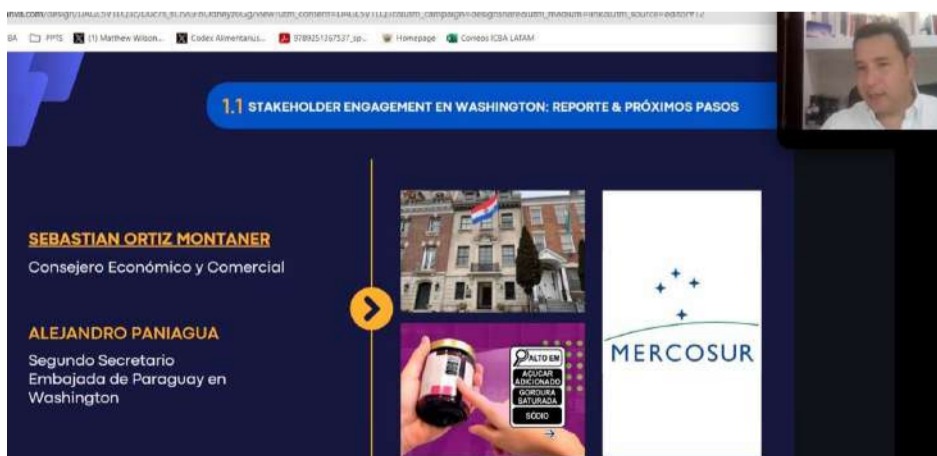 BA PPTS (1) Matthew Wilson... Codex Alimentarius... 9789251367537_sp... Homepage Correos ICBA LATAM
1.1 STAKEHOLDER ENGAGEMENT EN WASHINGTON: REPORTE & PRÓXIMOS PASOS
SEBASTIAN ORTIZ MONTANER
Consejero Económico y Comercial
ALEJANDRO PANIAGUA
Segundo Secretario
Embajada de Paraguay en
Washington
ALTO EM
AÇÚCAR
ADICIONADO
GORDURA
SATURADA
SÓDIO
MERCOSUR